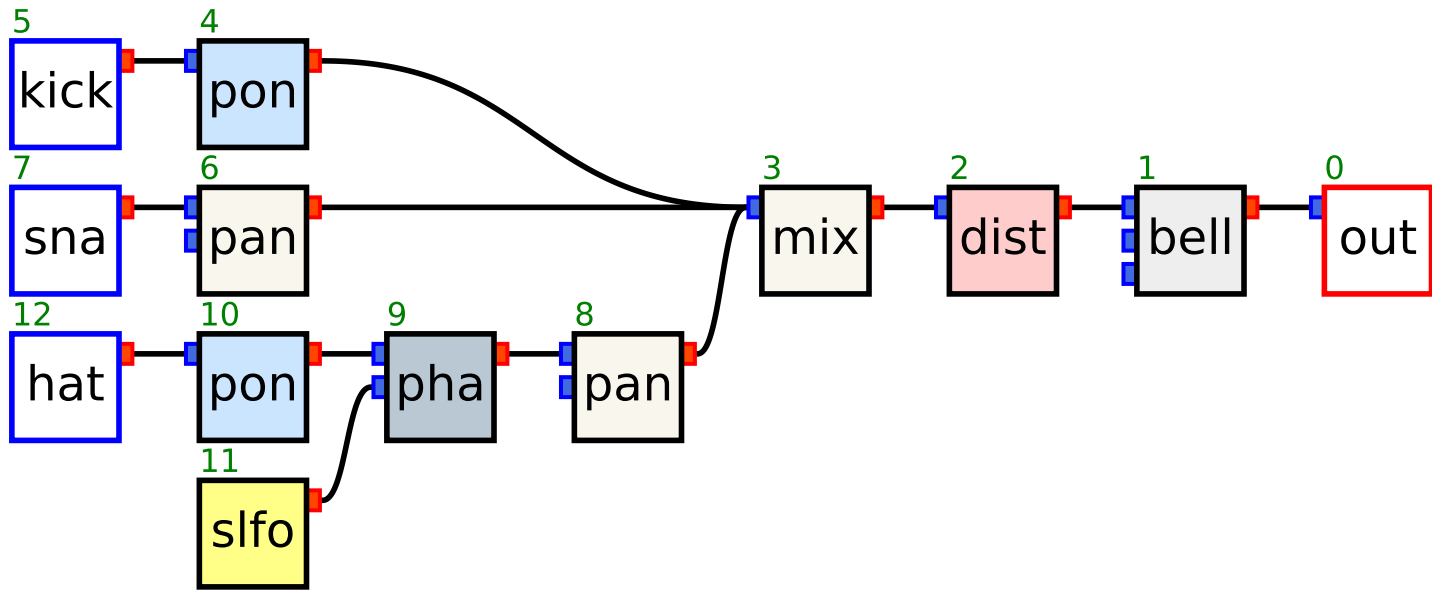 5 4
kick pon
7 6 3 2 1 0
sna pan mix dist bell out
12 10 9 8
hat pon pha pan
11
slfo